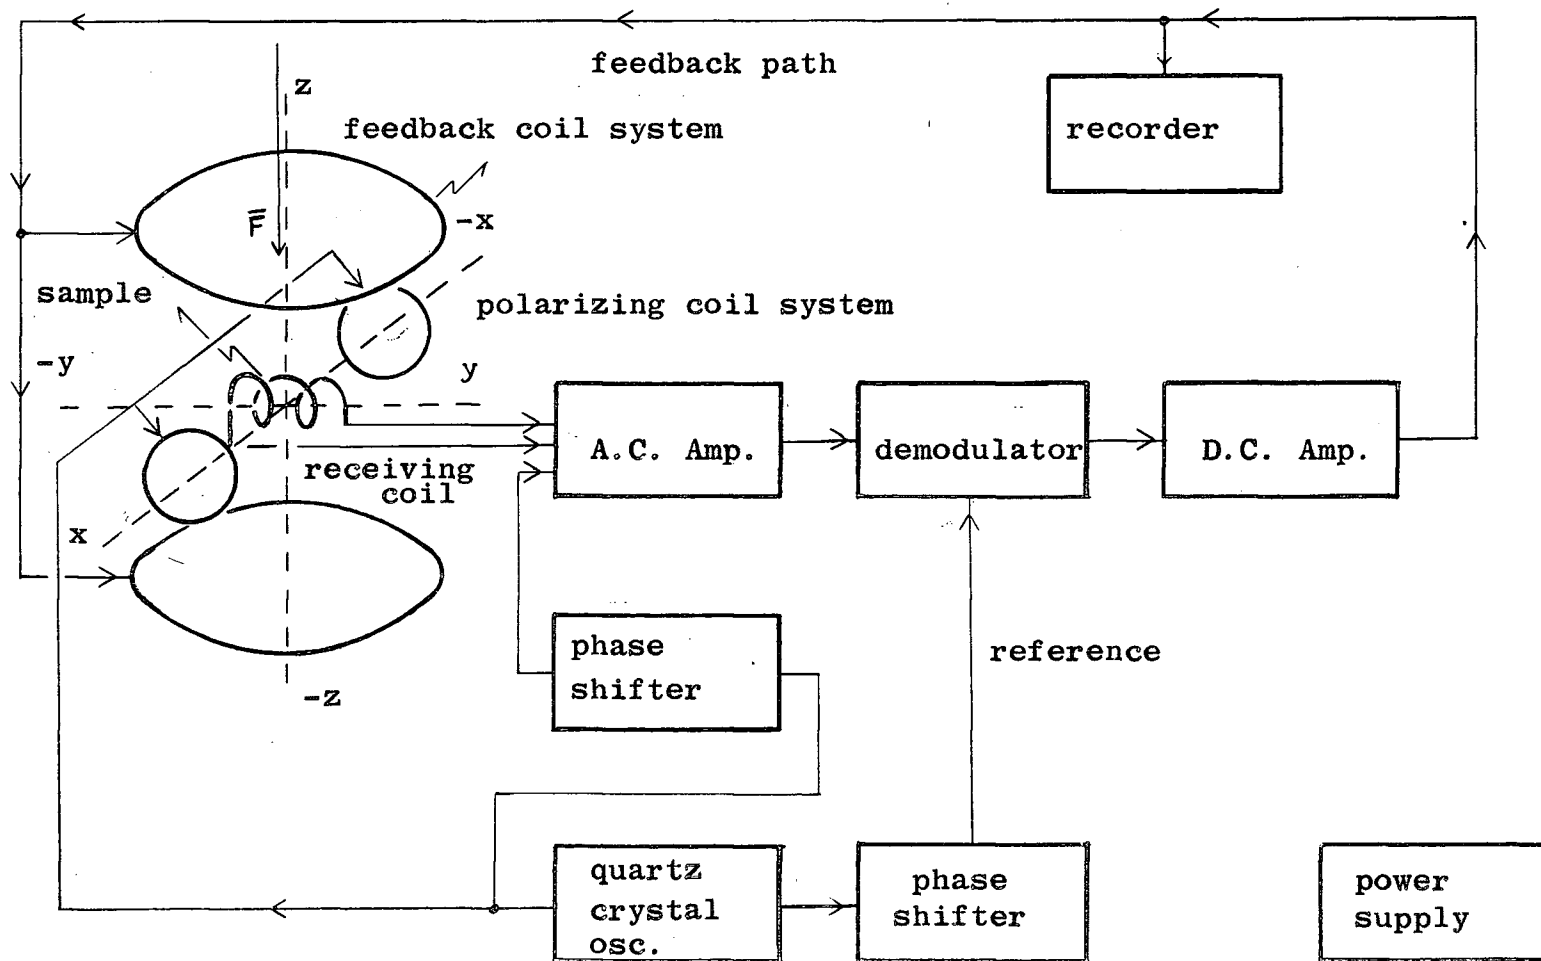 feedback path
z
feedback coil system
recorder
F̅
-x
sample
polarizing coil system
-y
y
A.C. Amp.
demodulator
D.C. Amp.
receiving
coil
x
phase
shifter
reference
-z
quartz
crystal
osc.
phase
shifter
power
supply